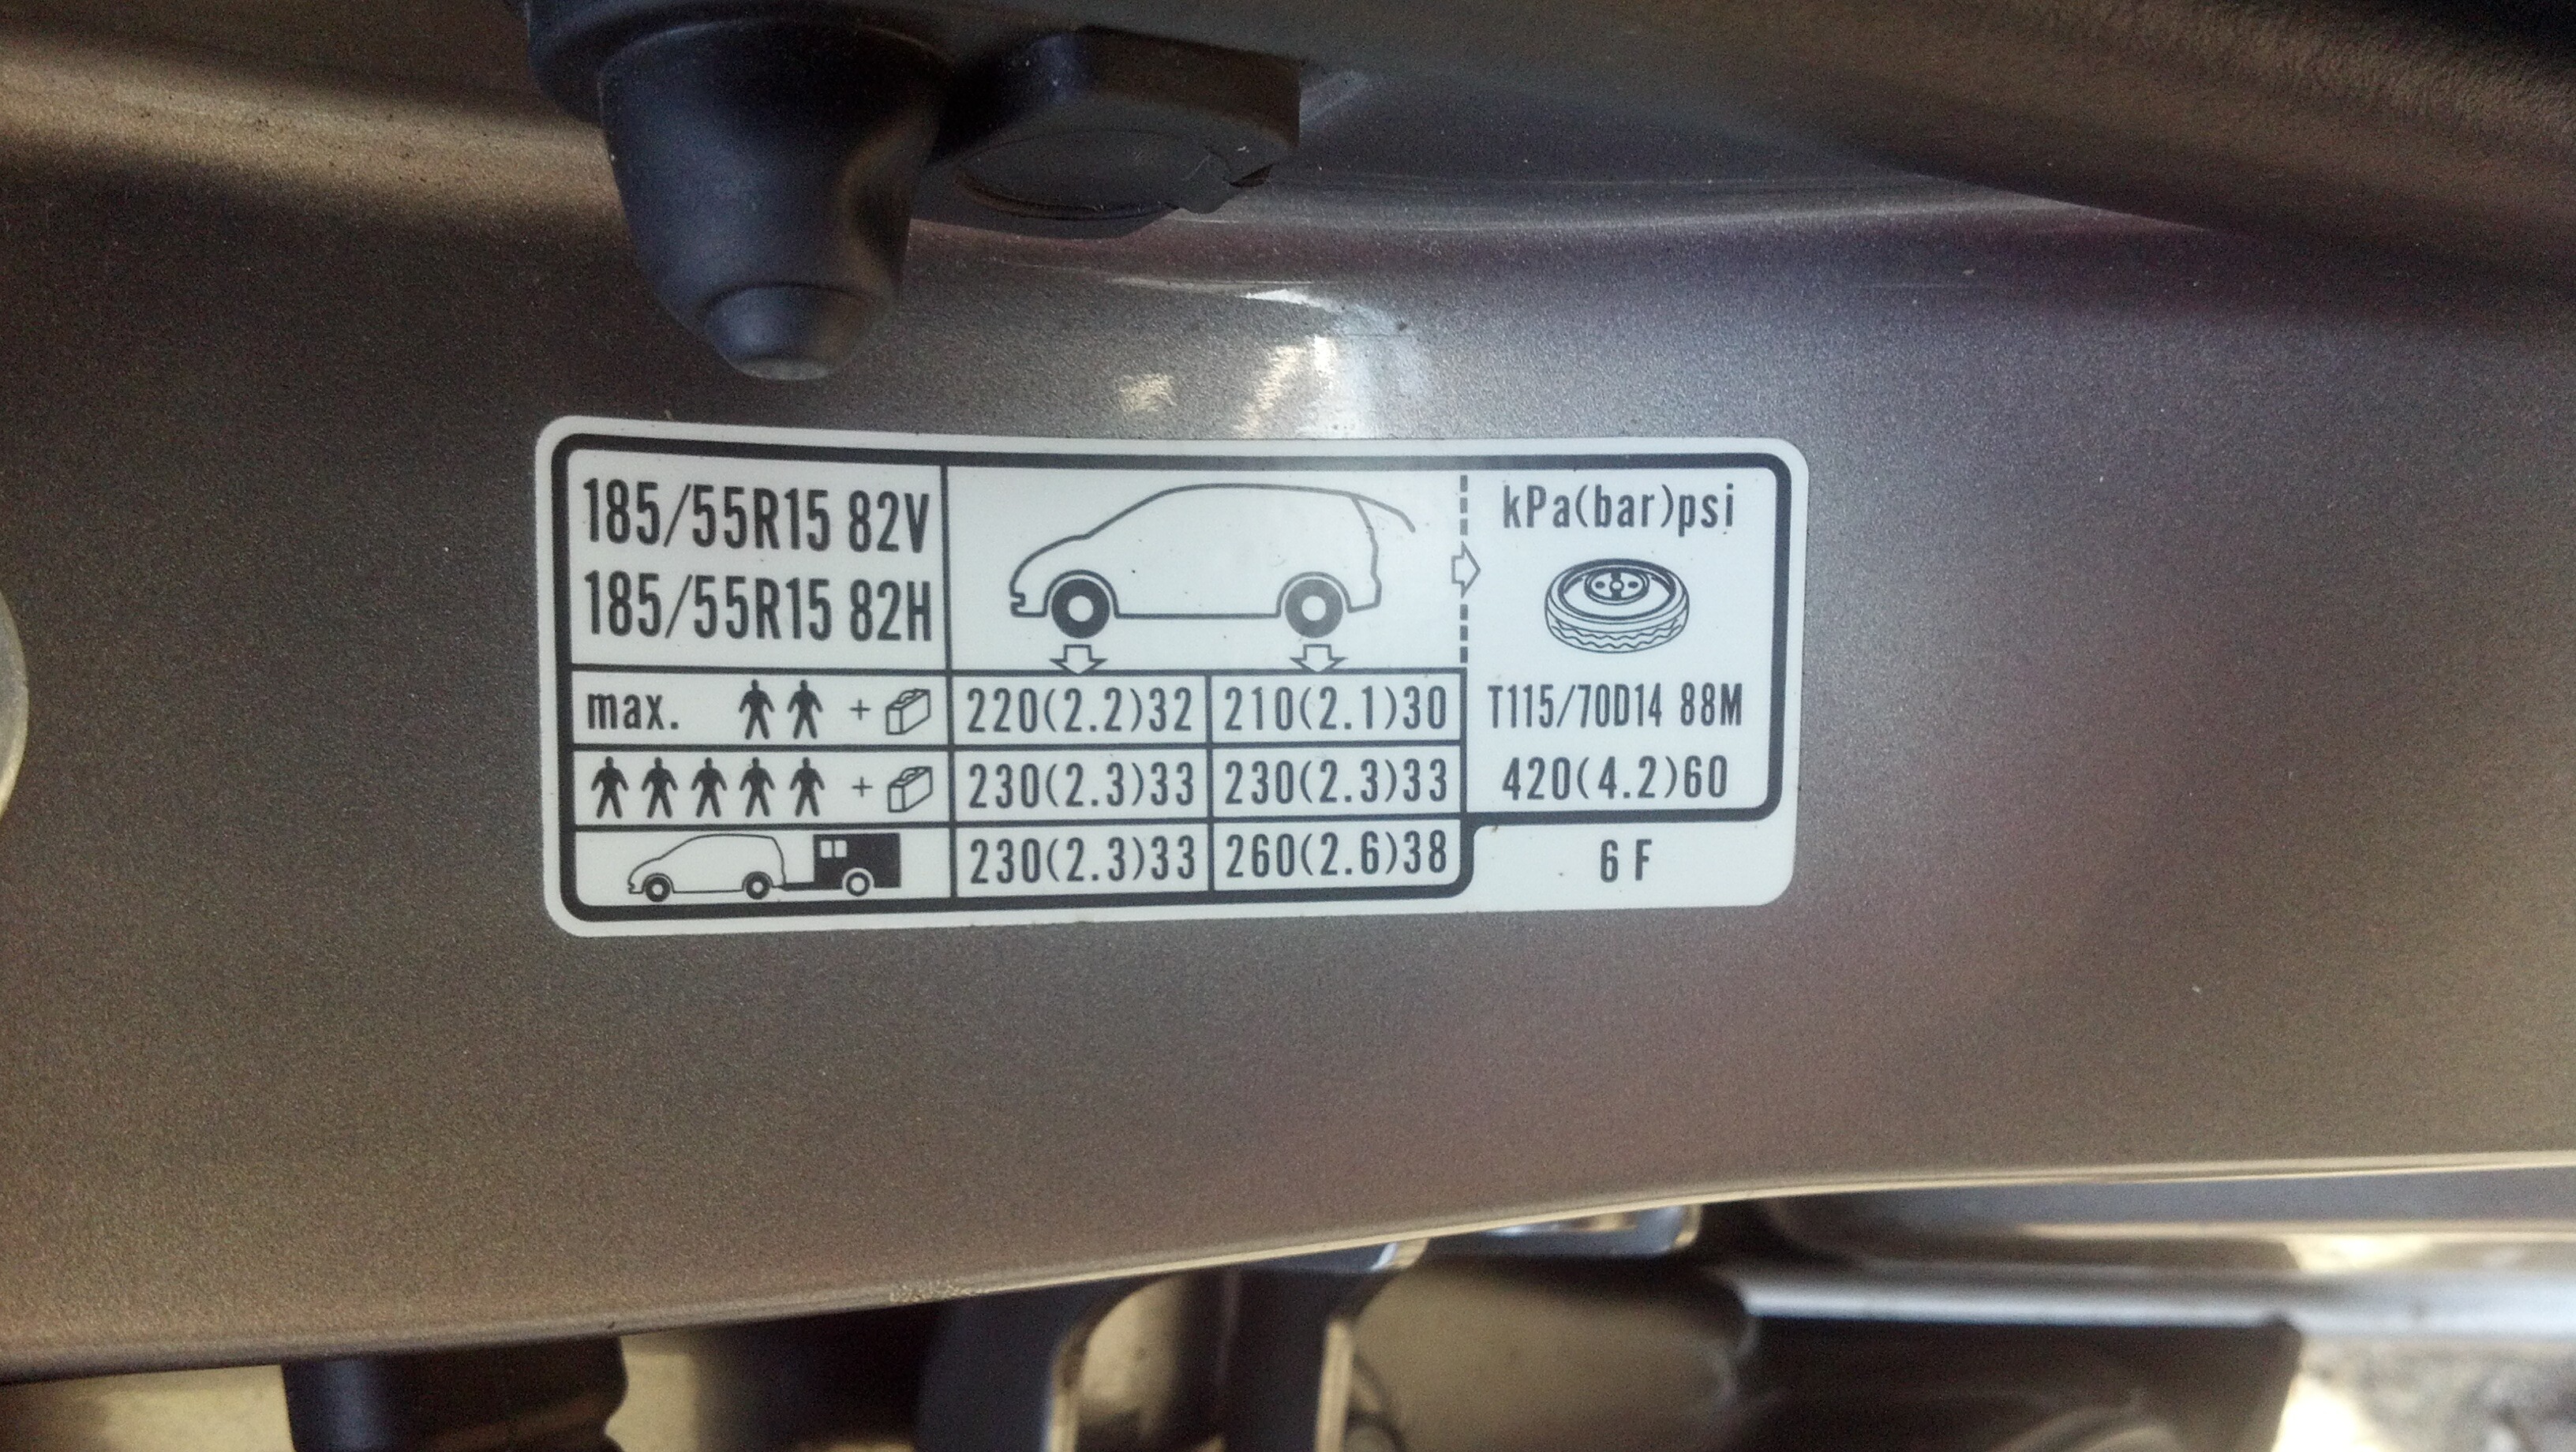 185/55R15 82V
185/55R15 82H
kPa(bar)psi
max. + 220(2.2)32 210(2.1)30
T115/70D14 88M
+ 230(2.3)33 230(2.3)33
420(4.2)60
230(2.3)33 260(2.6)38
6 F